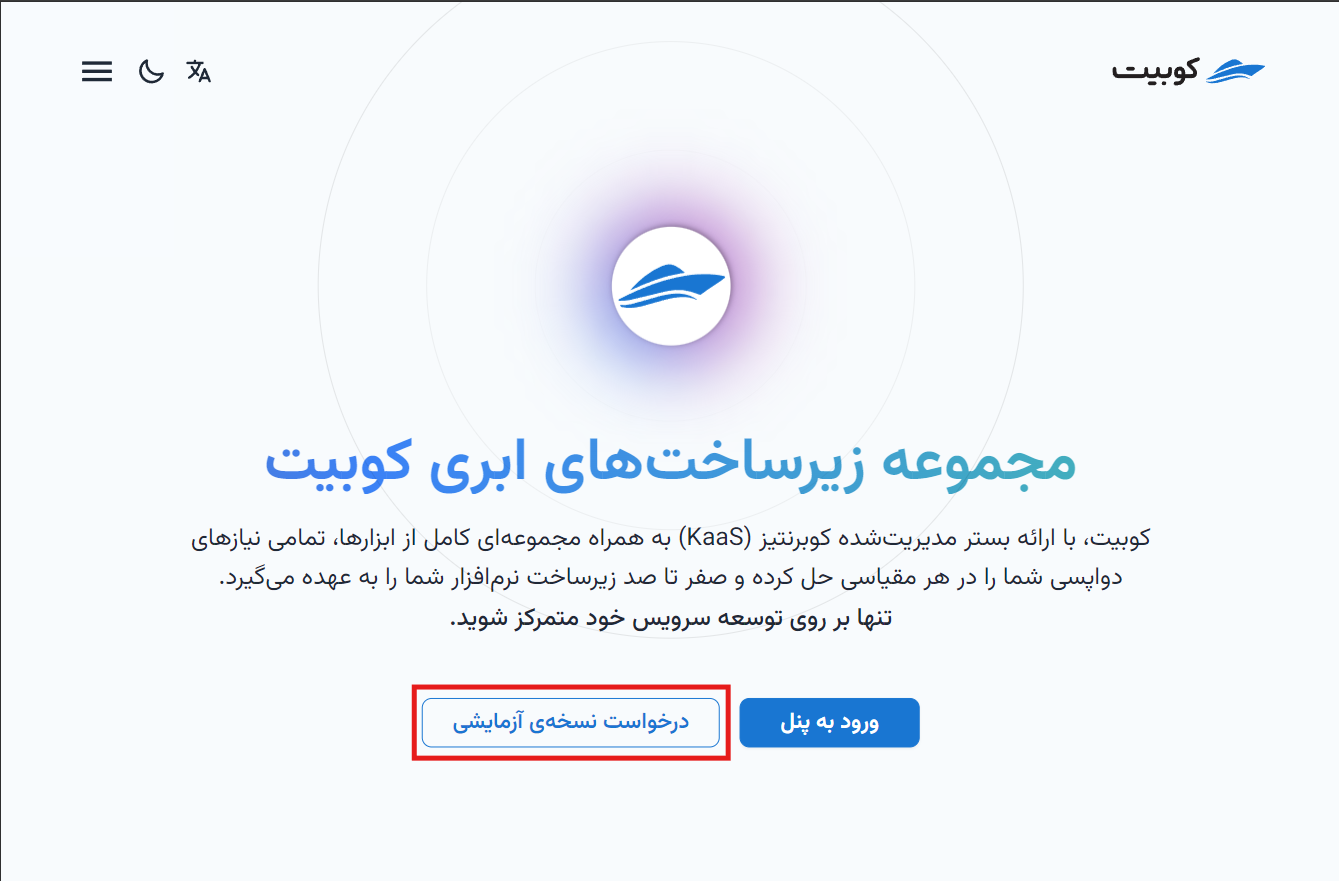 کوبیت
مجموعه زیرساخت‌های ابری کوبیت
کوبیت، با ارائه بستر مدیریت‌شده کوبرنتیز (KaaS) به همراه مجموعه‌ای کامل از ابزارها، تمامی نیازهای
دواپسی شما را در هر مقیاسی حل کرده و صفر تا صد زیرساخت نرم‌افزار شما را به عهده می‌گیرد.
تنها بر روی توسعه سرویس خود متمرکز شوید.
ورود به پنل
درخواست نسخه‌ی آزمایشی